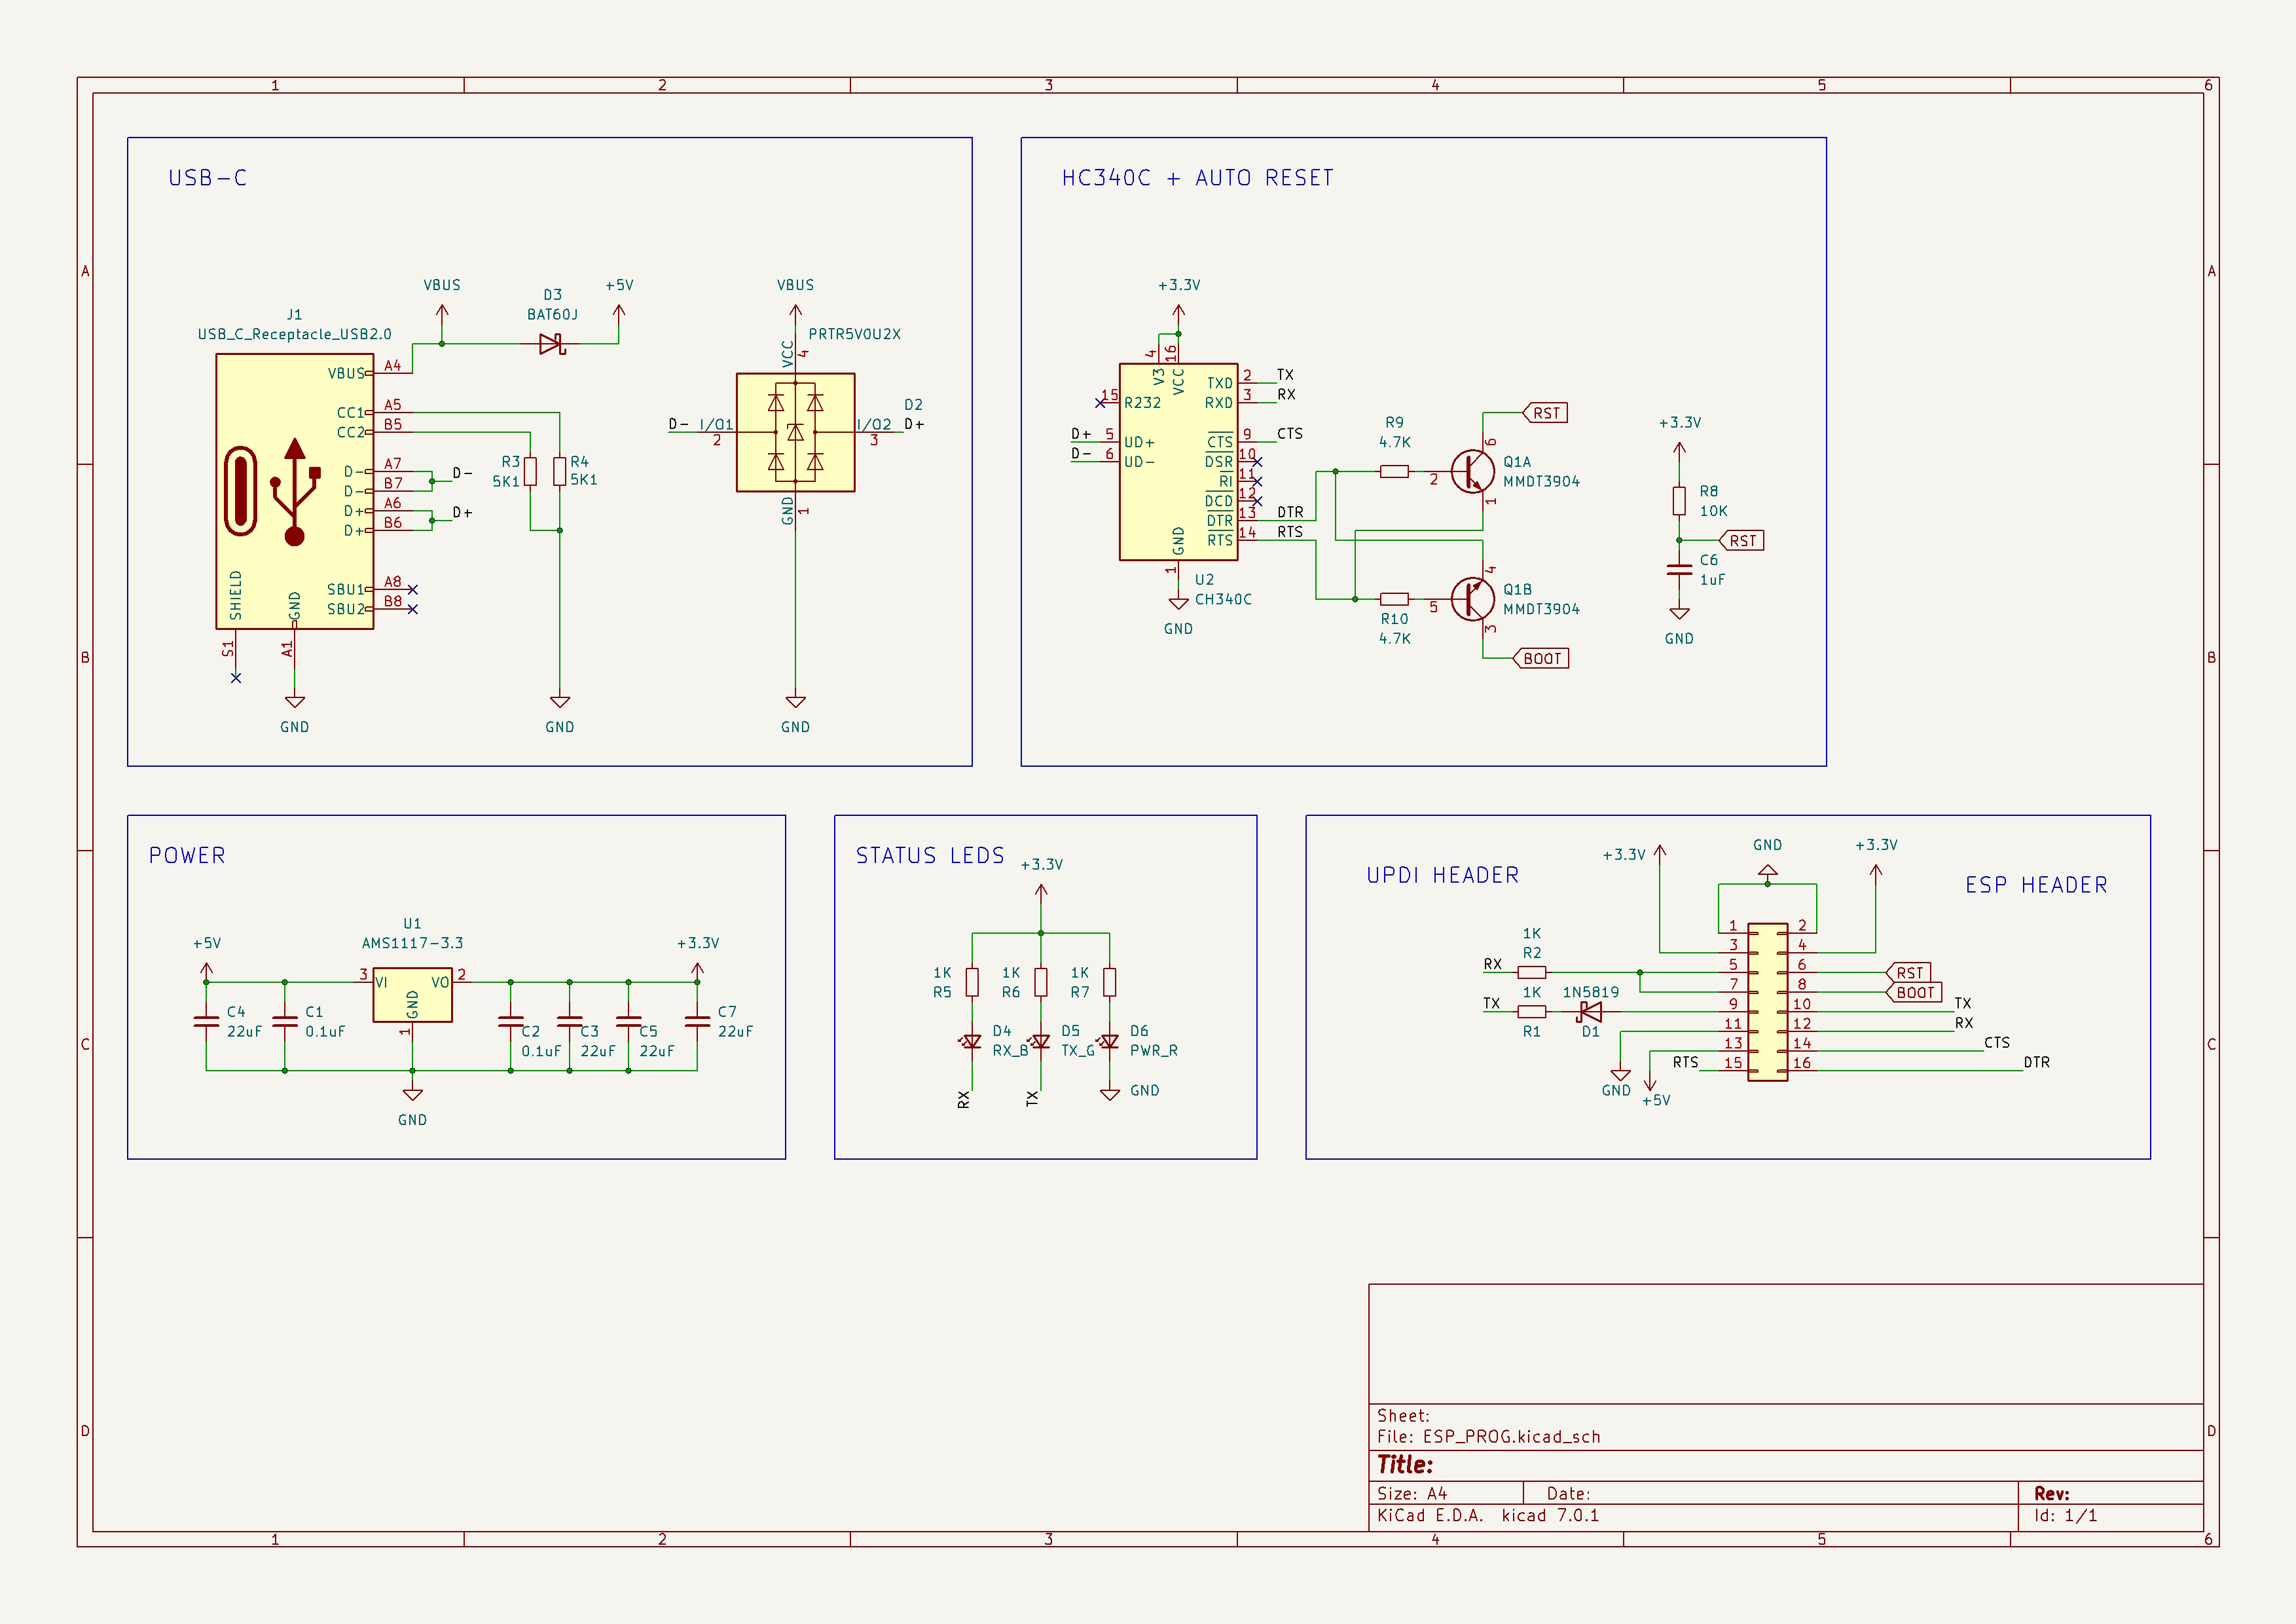 1 2 3 4 5 6
A
B
C
D
USB-C
VBUS
D3
BAT60J
+5V
J1
USB_C_Receptacle_USB2.0
VBUS A4
CC1 A5
CC2 B5
D- A7
D- B7
D+ A6
D+ B6
SBU1 A8
SBU2 B8
SHIELD
S1
GND
A1
D-
D+
R3
5K1
R4
5K1
GND
GND
VBUS
PRTR5V0U2X
VCC
4
D- I/O1
2
D2
I/O2 D+
3
GND
1
GND
HC340C + AUTO RESET
+3.3V
4
16
V3
VCC
15 R232
D+ 5 UD+
D- 6 UD-
TXD 2 TX
RXD 3 RX
CTS 9 CTS
DSR 10
RI 11
DCD 12
DTR 13 DTR
RTS 14 RTS
GND
1
U2
CH340C
GND
R9
4.7K
2
6
1
Q1A
MMDT3904
RST
R10
4.7K
5
4
3
Q1B
MMDT3904
BOOT
+3.3V
R8
10K
RST
C6
1uF
GND
POWER
U1
AMS1117-3.3
+5V
3 VI
VO 2
GND
1
+3.3V
C4
22uF
C1
0.1uF
C2
0.1uF
C3
22uF
C5
22uF
C7
22uF
GND
STATUS LEDS
+3.3V
1K
R5
1K
R6
1K
R7
D4
RX_B
D5
TX_G
D6
PWR_R
RX
TX
GND
UPDI HEADER
ESP HEADER
+3.3V
GND
+3.3V
1 2
3 4
5 6
7 8
9 10
11 12
13 14
15 16
1K
R2
RX
TX
1K
R1
1N5819
D1
GND
+5V
RTS
RST
BOOT
TX
RX
CTS
DTR
Sheet:
File: ESP_PROG.kicad_sch
Title:
Size: A4 Date: Rev:
KiCad E.D.A. kicad 7.0.1 Id: 1/1
1 2 3 4 5 6
A
B
C
D